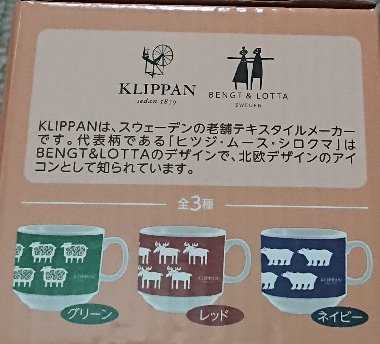 KLIPPAN
sedan 1879
BENGT & LOTTA
SWEDEN
KLIPPANは、スウェーデンの老舗テキスタイルメーカー
です。代表柄である「ヒツジ・ムース・シロクマ」は
BENGT&LOTTAのデザインで、北欧デザインのアイ
コンとして知られています。
全3種
KLIPPAN
KLIPPAN
グリーン
レッド
ネイビー